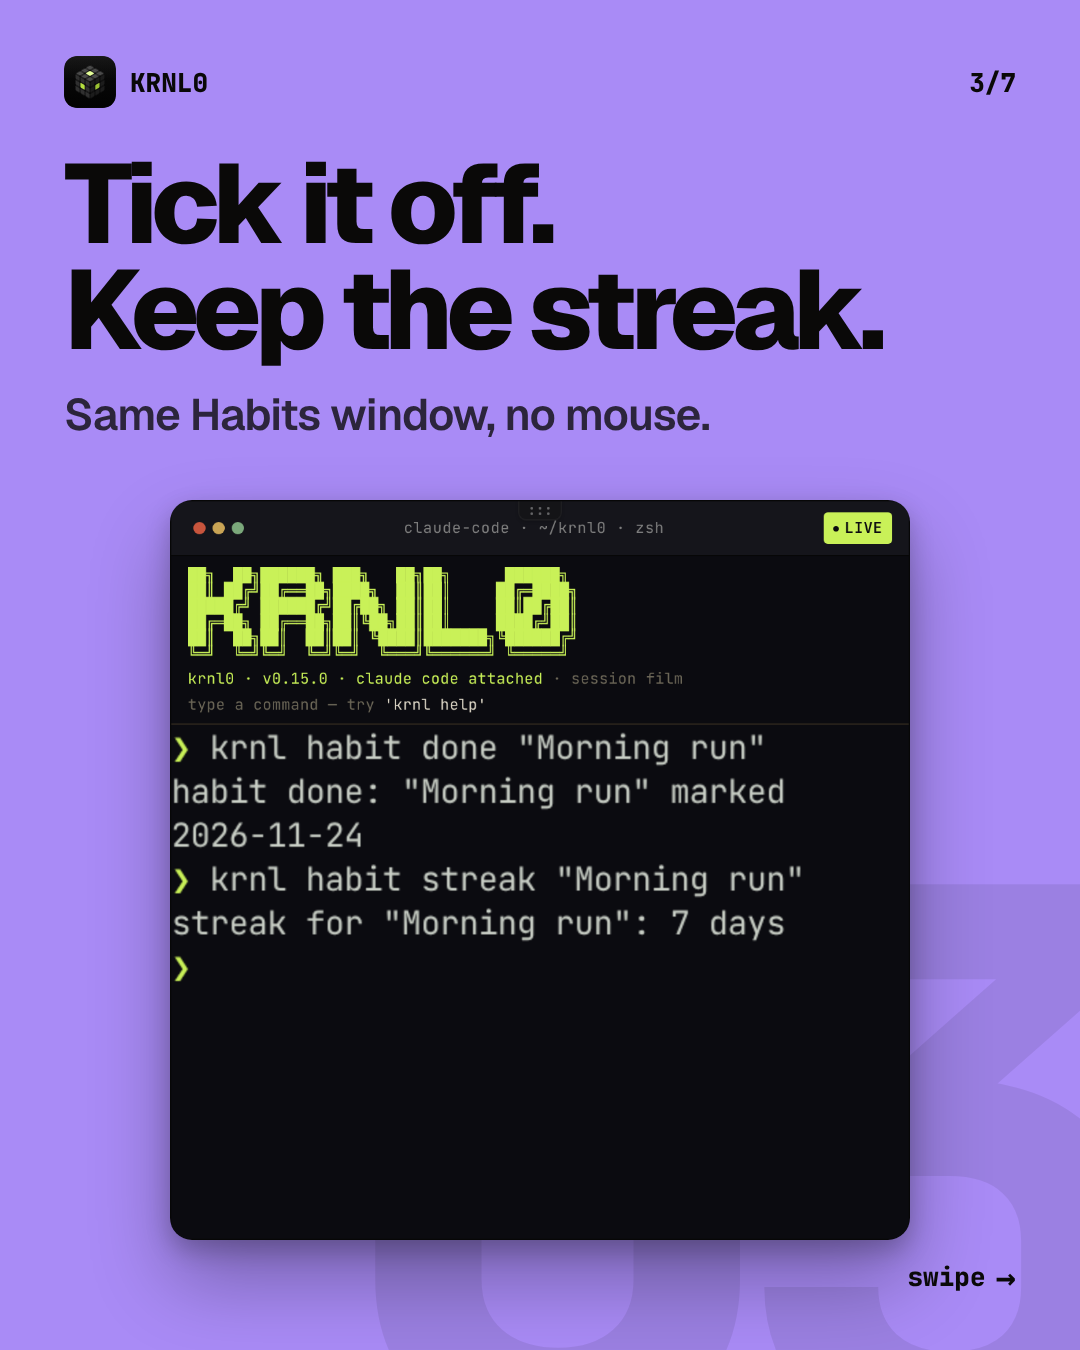 KRNL0
3/7
Tick it off.
Keep the streak.
Same Habits window, no mouse.
claude-code · ~/krnl0 · zsh
• LIVE
KRNL0
krnl0 · v0.15.0 · claude code attached · session film
type a command — try 'krnl help'
❯ krnl habit done "Morning run"
habit done: "Morning run" marked
2026-11-24
❯ krnl habit streak "Morning run"
streak for "Morning run": 7 days
❯
03
swipe →